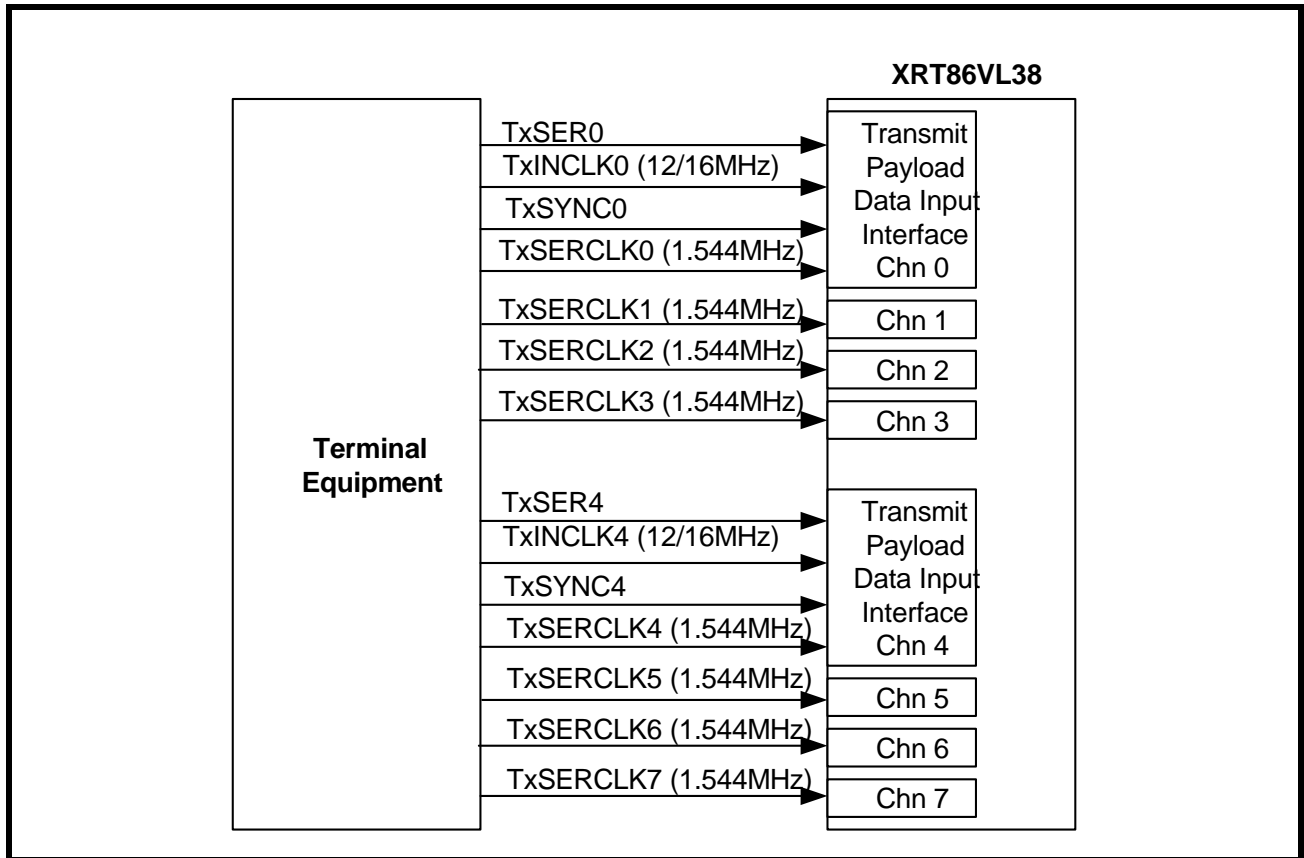 XRT86VL38
TxSER0
TxINCLK0 (12/16MHz)
TxSYNC0
TxSERCLK0 (1.544MHz)
Transmit
Payload
Data Input
Interface
Chn 0
TxSERCLK1 (1.544MHz)
Chn 1
TxSERCLK2 (1.544MHz)
Chn 2
TxSERCLK3 (1.544MHz)
Chn 3
Terminal
Equipment
TxSER4
TxINCLK4 (12/16MHz)
TxSYNC4
TxSERCLK4 (1.544MHz)
Transmit
Payload
Data Input
Interface
Chn 4
TxSERCLK5 (1.544MHz)
Chn 5
TxSERCLK6 (1.544MHz)
Chn 6
TxSERCLK7 (1.544MHz)
Chn 7